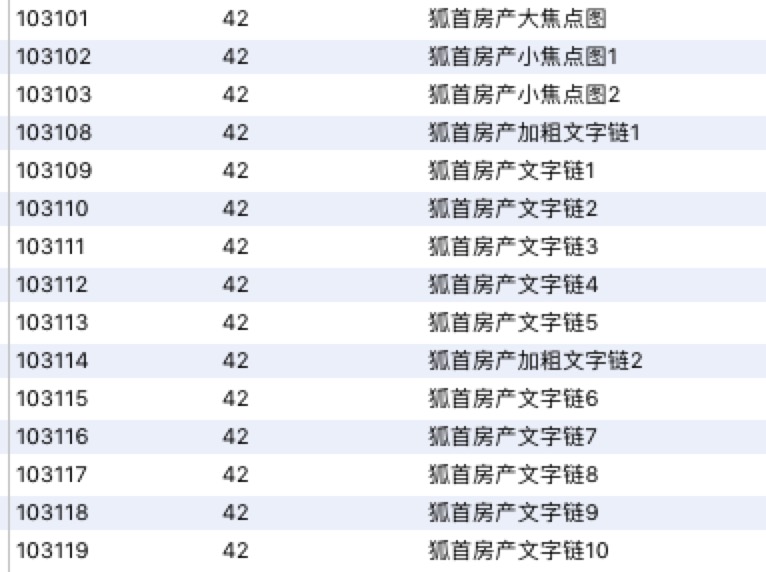 103101 42 狐首房产大焦点图
103102 42 狐首房产小焦点图1
103103 42 狐首房产小焦点图2
103108 42 狐首房产加粗文字链1
103109 42 狐首房产文字链1
103110 42 狐首房产文字链2
103111 42 狐首房产文字链3
103112 42 狐首房产文字链4
103113 42 狐首房产文字链5
103114 42 狐首房产加粗文字链2
103115 42 狐首房产文字链6
103116 42 狐首房产文字链7
103117 42 狐首房产文字链8
103118 42 狐首房产文字链9
103119 42 狐首房产文字链10